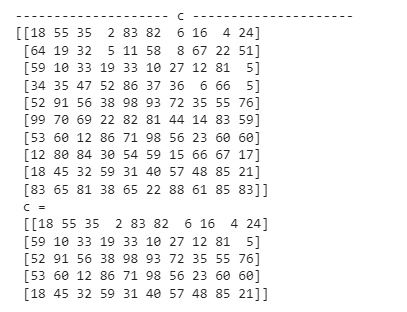 -------------------- c ---------------------
[[18 55 35  2 83 82  6 16  4 24]
 [64 19 32  5 11 58  8 67 22 51]
 [59 10 33 19 33 10 27 12 81  5]
 [34 35 47 52 86 37 36  6 66  5]
 [52 91 56 38 98 93 72 35 55 76]
 [99 70 69 22 82 81 44 14 83 59]
 [53 60 12 86 71 98 56 23 60 60]
 [12 80 84 30 54 59 15 66 67 17]
 [18 45 32 59 31 40 57 48 85 21]
 [83 65 81 38 65 22 88 61 85 83]]
 c =
 [[18 55 35  2 83 82  6 16  4 24]
 [59 10 33 19 33 10 27 12 81  5]
 [52 91 56 38 98 93 72 35 55 76]
 [53 60 12 86 71 98 56 23 60 60]
 [18 45 32 59 31 40 57 48 85 21]]